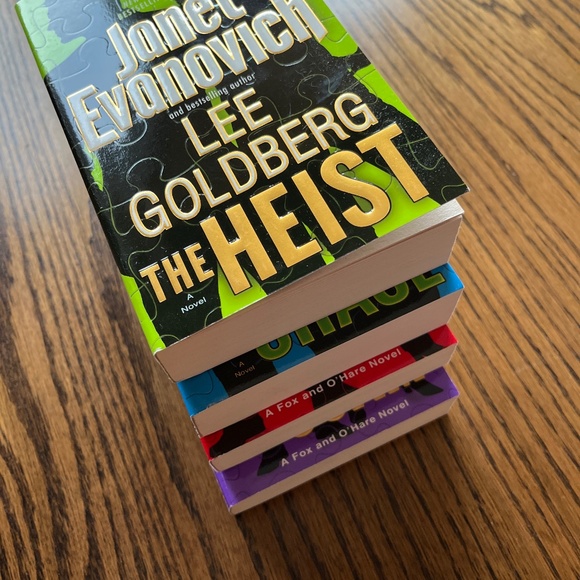 Janet
Evanovich
and bestselling author
LEE
GOLDBERG
THE HEIST
A
Novel
CHASE
A
Novel
A Fox and O'Hare Novel
A Fox and O'Hare Novel